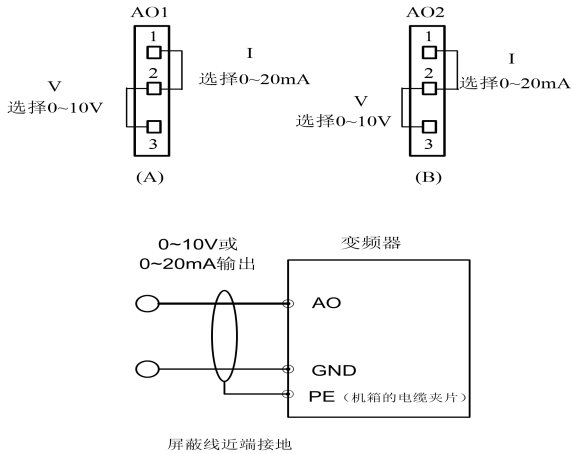 AO1
1
2
3
I
选择0~20mA
V
选择0~10V
(A)
AO2
1
2
3
I
选择0~20mA
V
选择0~10V
(B)
0~10V或
0~20mA输出
变频器
AO
GND
PE（机箱的电缆夹片）
屏蔽线近端接地